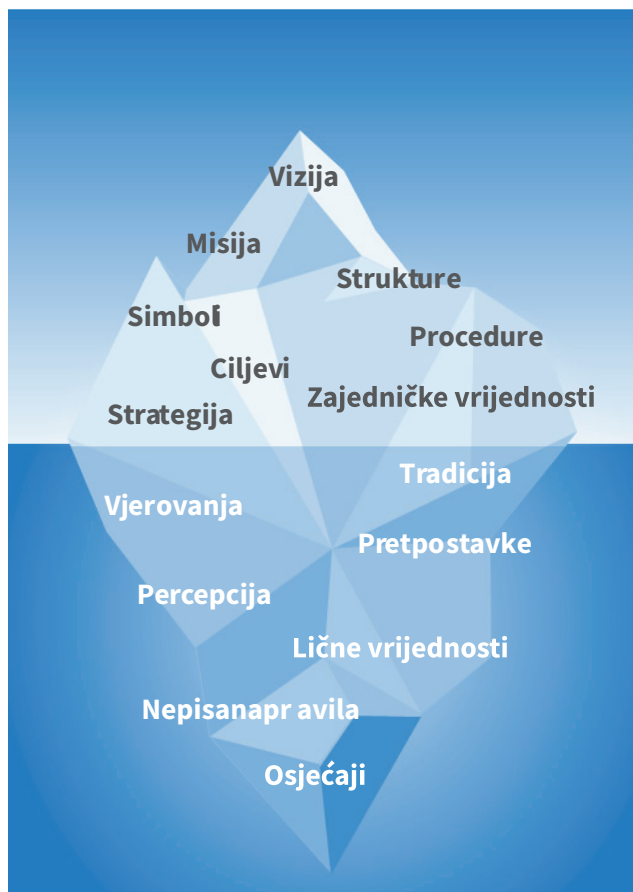 Vizija
Misija
Strukture
Simboli
Procedure
Ciljevi
Zajedničke vrijednosti
Strategija
Tradicija
Vjerovanja
Pretpostavke
Percepcija
Lične vrijednosti
Nepisanapr avila
Osjećaji